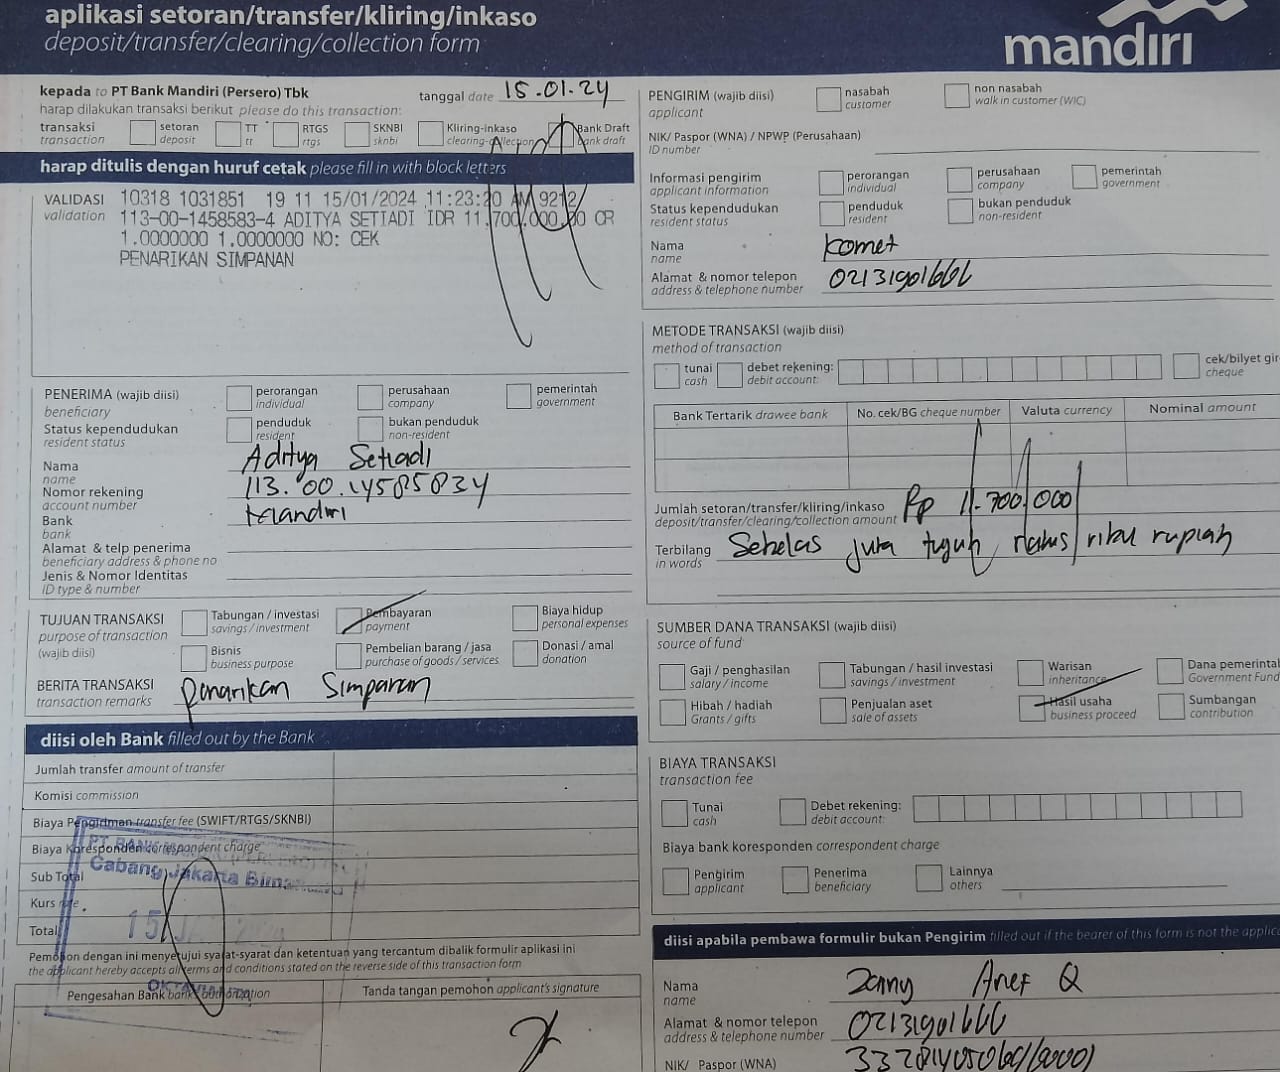 aplikasi setoran/transfer/kliring/inkaso
deposit/transfer/clearing/collection form
mandiri
kepada to PT Bank Mandiri (Persero) Tbk
tanggal date 15.01.24
harap dilakukan transaksi berikut please do this transaction:
transaksi
transaction
setoran
deposit
TT
tt
RTGS
rtgs
SKNBI
sknbi
Kliring-inkaso
clearing-collection
Bank Draft
bank draft
harap ditulis dengan huruf cetak please fill in with block letters
VALIDASI
validation
10318 1031851 19 11 15/01/2024 11:23:20 AM 9212
113-00-1458583-4 ADITYA SETIADI IDR 11.700.000,00 CR
1.0000000 1.0000000 NO: CEK
PENARIKAN SIMPANAN
PENERIMA (wajib diisi)
beneficiary
perorangan
individual
perusahaan
company
pemerintah
government
Status kependudukan
resident status
penduduk
resident
bukan penduduk
non-resident
Nama
name
Aditya Setiadi
Nomor rekening
account number
113.00.14585834
Bank
bank
Alamat & telp penerima
beneficiary address & phone no
Jenis & Nomor Identitas
ID type & number
TUJUAN TRANSAKSI
purpose of transaction
(wajib diisi)
Tabungan / investasi
savings / investment
Pembayaran
payment
Biaya hidup
personal expenses
Bisnis
business purpose
Pembelian barang / jasa
purchase of goods / services
Donasi / amal
donation
BERITA TRANSAKSI
transaction remarks
Penarikan Simpanan
diisi oleh Bank filled out by the Bank
Jumlah transfer amount of transfer
Komisi commission
Biaya Pengiriman transfer fee (SWIFT/RTGS/SKNBI)
Biaya Koresponden correspondent charge
Sub Total
Kurs rate
Total
PT. BANK
Cabang Jakarta
15
Pemohon dengan ini menyetujui syarat-syarat dan ketentuan yang tercantum dibalik formulir aplikasi ini
the applicant hereby accepts all terms and conditions stated on the reverse side of this transaction form
Pengesahan Bank bank authorization
Tanda tangan pemohon applicant's signature
PENGIRIM (wajib diisi)
applicant
nasabah
customer
non nasabah
walk in customer (WIC)
NIK/ Paspor (WNA) / NPWP (Perusahaan)
ID number
Informasi pengirim
applicant information
perorangan
individual
perusahaan
company
pemerintah
government
Status kependudukan
resident status
penduduk
resident
bukan penduduk
non-resident
Nama
name
Komet
Alamat & nomor telepon
address & telephone number
02131901666
METODE TRANSAKSI (wajib diisi)
method of transaction
tunai
cash
debet rekening:
debit account:
cek/bilyet gir
cheque
Bank Tertarik drawee bank
No. cek/BG cheque number
Valuta currency
Nominal amount
Jumlah setoran/transfer/kliring/inkaso
deposit/transfer/clearing/collection amount
Rp 11.700.000
Terbilang
in words
Sebelas juta tujuh ratus ribu rupiah
SUMBER DANA TRANSAKSI (wajib diisi)
source of fund
Gaji / penghasilan
salary / income
Tabungan / hasil investasi
savings / investment
Warisan
inheritance
Dana pemerintah
Government Fund
Hibah / hadiah
Grants / gifts
Penjualan aset
sale of assets
Hasil usaha
business proceed
Sumbangan
contribution
BIAYA TRANSAKSI
transaction fee
Tunai
cash
Debet rekening:
debit account:
Biaya bank koresponden correspondent charge
Pengirim
applicant
Penerima
beneficiary
Lainnya
others
diisi apabila pembawa formulir bukan Pengirim filled out if the bearer of this form is not the applic
Nama
name
Arief Q
Alamat & nomor telepon
address & telephone number
02131901666
NIK/ Paspor (WNA)